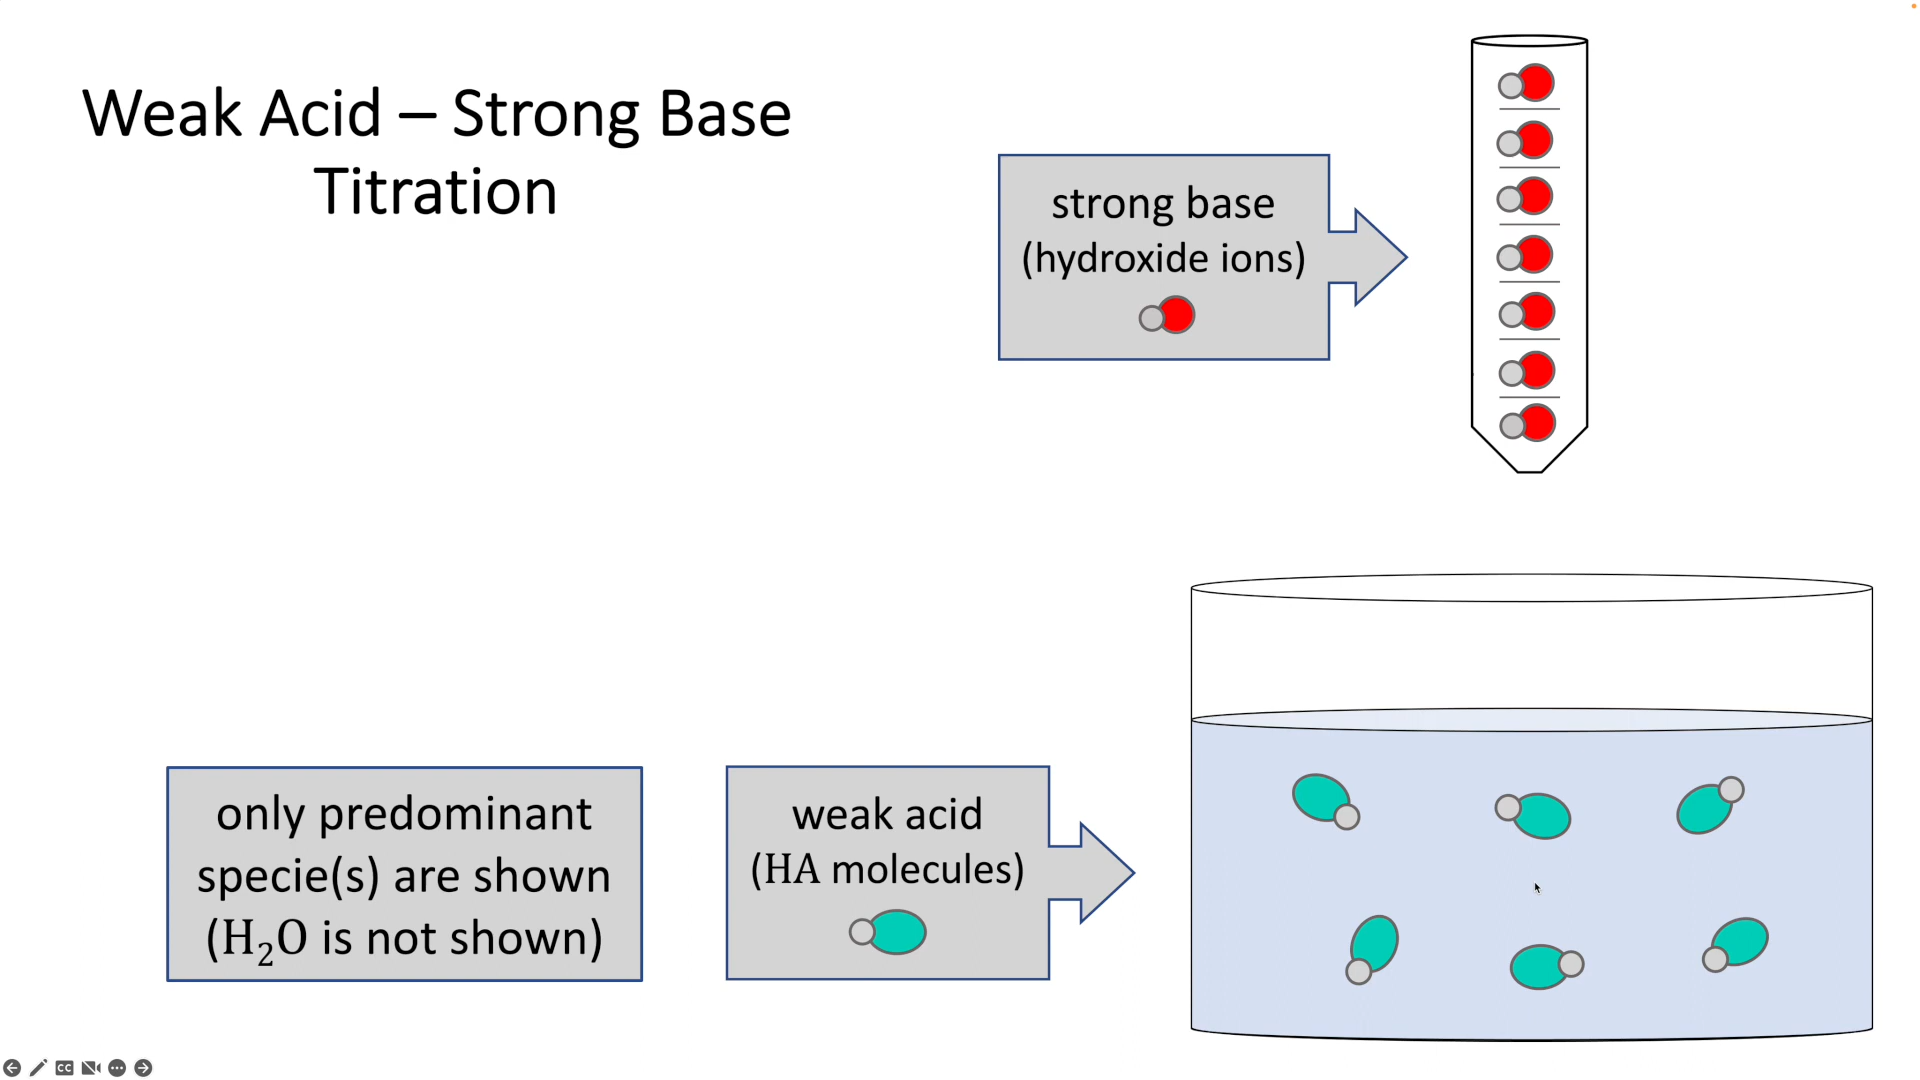 Weak Acid – Strong Base
Titration
strong base
(hydroxide ions)
only predominant
specie(s) are shown
(H₂O is not shown)
weak acid
(HA molecules)
CC